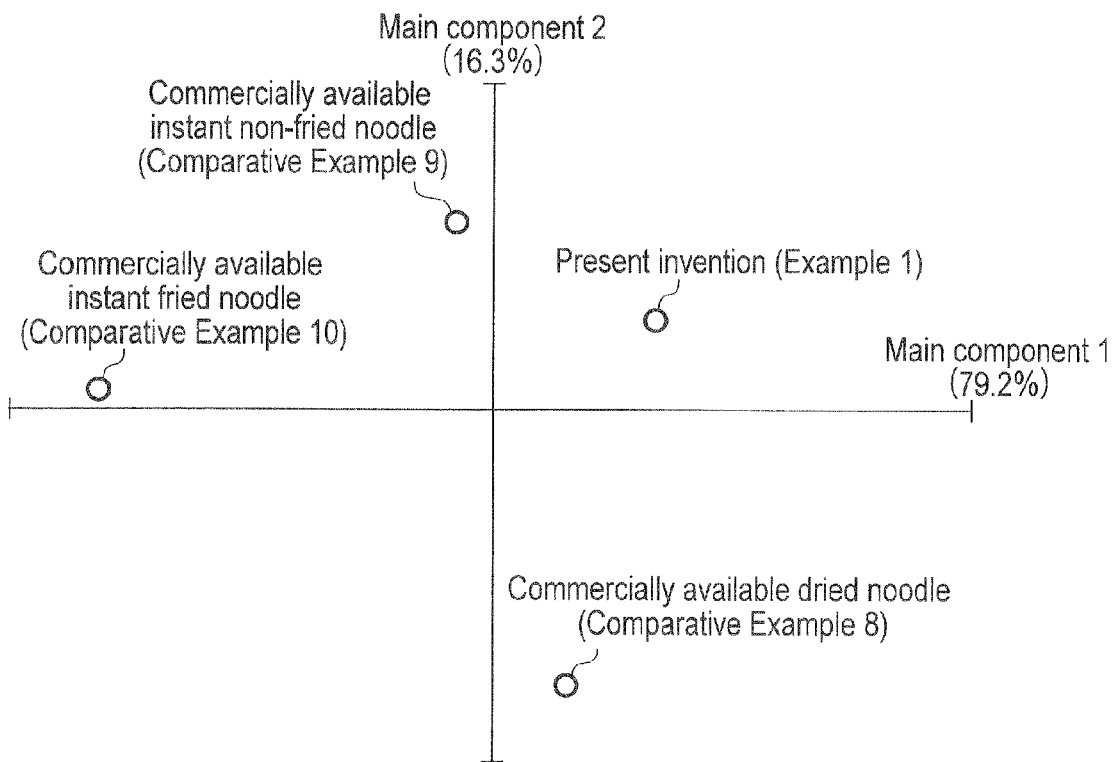 Main component 2
(16.3%)
Commercially available
instant non-fried noodle
(Comparative Example 9)
Commercially available
instant fried noodle
(Comparative Example 10)
Present invention (Example 1)
Main component 1
(79.2%)
Commercially available dried noodle
(Comparative Example 8)